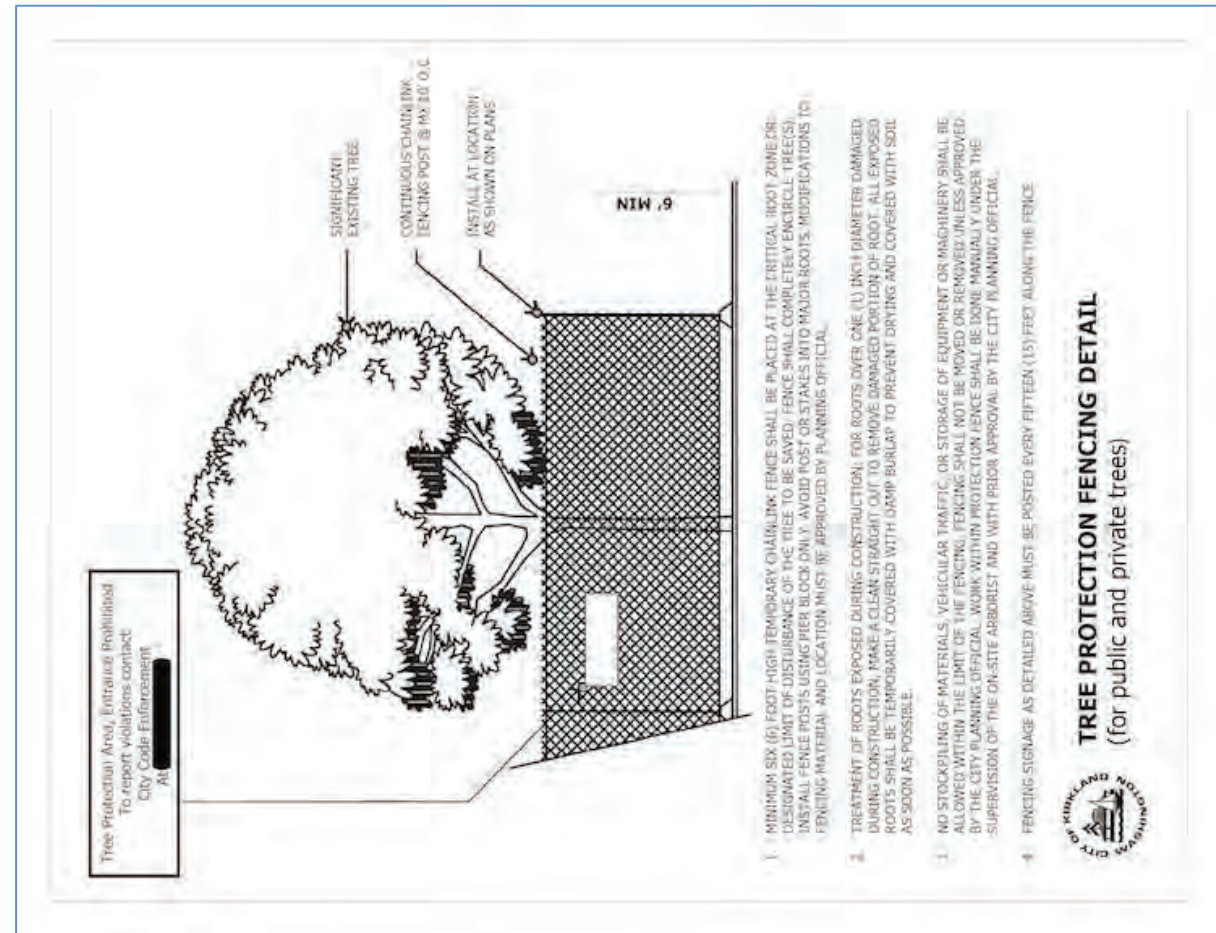 Tree Protection Area, Entrance Prohibited
To report violations contact
City Code Enforcement
At
SIGNIFICANT
EXISTING TREE
CONTINUOUS CHAINLINK
FENCING POST @ MX 10' O.C.
INSTALL AT LOCATION
AS SHOWN ON PLANS
6' MIN
1 MINIMUM SIX (6) FOOT HIGH TEMPORARY CHAINLINK FENCE SHALL BE PLACED AT THE CRITICAL ROOT ZONE OR
DESIGNATED LIMIT OF DISTURBANCE OF THE TREE TO BE SAVED. FENCE SHALL COMPLETELY ENCIRCLE TREE(S).
INSTALL FENCE POSTS USING PIER BLOCK ONLY. AVOID POST OR STAKES INTO MAJOR ROOTS. MODIFICATIONS TO
FENCING MATERIAL AND LOCATION MUST BE APPROVED BY PLANNING OFFICIAL.
2. TREATMENT OF ROOTS EXPOSED DURING CONSTRUCTION: FOR ROOTS OVER ONE (1) INCH DIAMETER DAMAGED
DURING CONSTRUCTION, MAKE A CLEAN STRAIGHT CUT TO REMOVE DAMAGED PORTION OF ROOT. ALL EXPOSED
ROOTS SHALL BE TEMPORARILY COVERED WITH DAMP BURLAP TO PREVENT DRYING AND COVERED WITH SOIL
AS SOON AS POSSIBLE.
3 NO STOCKPILING OF MATERIALS, VEHICULAR TRAFFIC, OR STORAGE OF EQUIPMENT OR MACHINERY SHALL BE
ALLOWED WITHIN THE LIMIT OF THE FENCING. FENCING SHALL NOT BE MOVED OR REMOVED UNLESS APPROVED
BY THE CITY PLANNING OFFICIAL. WORK WITHIN PROTECTION FENCE SHALL BE DONE MANUALLY UNDER THE
SUPERVISION OF THE ON-SITE ARBORIST AND WITH PRIOR APPROVAL BY THE CITY PLANNING OFFICIAL.
4 FENCING SIGNAGE AS DETAILED ABOVE MUST BE POSTED EVERY FIFTEEN (15) FEET ALONG THE FENCE
CITY OF KIRKLAND WASHINGTON
TREE PROTECTION FENCING DETAIL
(for public and private trees)